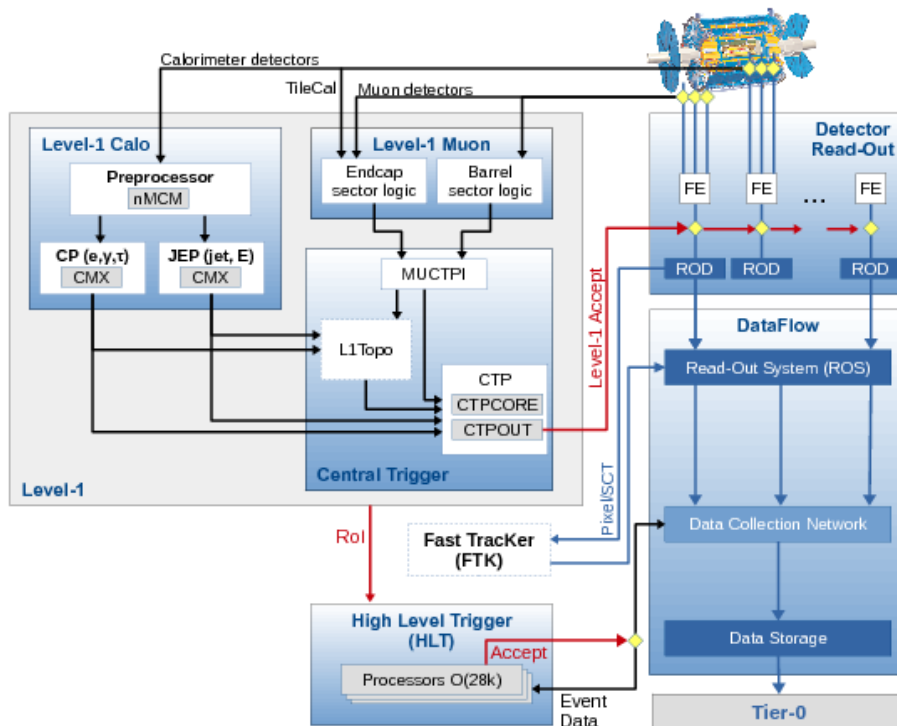 Calorimeter detectors
TileCal
Muon detectors
Level-1 Calo
Preprocessor
nMCM
CP (e,γ,τ)
CMX
JEP (jet, E)
CMX
Level-1 Muon
Endcap
sector logic
Barrel
sector logic
MUCTPI
L1Topo
CTP
CTPCORE
CTPOUT
Central Trigger
Level-1
Level-1 Accept
Detector
Read-Out
FE
FE
...
FE
ROD
ROD
ROD
DataFlow
Read-Out System (ROS)
Data Collection Network
Data Storage
Tier-0
Pixel/SCT
RoI
Fast TracKer
(FTK)
High Level Trigger
(HLT)
Accept
Processors O(28k)
Event
Data